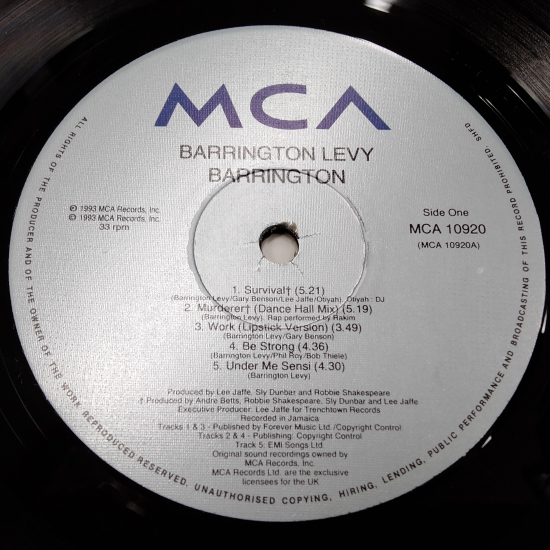 MCA
BARRINGTON LEVY
BARRINGTON
℗ 1993 MCA Records, Inc.
© 1993 MCA Records, Inc.
33 rpm
Side One
MCA 10920
(MCA 10920A)
1. Survival† (5.21)
(Barrington Levy/Gary Benson/Lee Jaffe/Otiyah). Otiyah : DJ
2. Murderer† (Dance Hall Mix) (5.19)
(Barrington Levy). Rap performed by Rakim
3. Work (Lipstick Version) (3.49)
(Barrington Levy/Gary Benson)
4. Be Strong (4.36)
(Barrington Levy/Phil Roy/Bob Thiele)
5. Under Me Sensi (4.30)
(Barrington Levy)
Produced by Lee Jaffe, Sly Dunbar and Robbie Shakespeare
† Produced by Andre Betts, Robbie Shakespeare, Sly Dunbar and Lee Jaffe
Executive Producer: Lee Jaffe for Trenchtown Records
Recorded in Jamaica
Tracks 1 & 3 - Published by Forever Music Ltd./Copyright Control
Tracks 2 & 4 - Publishing: Copyright Control
Track 5: EMI Songs Ltd
Original sound recordings owned by
MCA Records, Inc.
MCA Records Ltd. are the exclusive
licensees for the UK
ALL RIGHTS OF THE PRODUCER AND OF THE OWNER OF THE WORK REPRODUCED RESERVED. UNAUTHORISED COPYING, HIRING, LENDING, PUBLIC PERFORMANCE AND BROADCASTING OF THIS RECORD PROHIBITED. SHFD